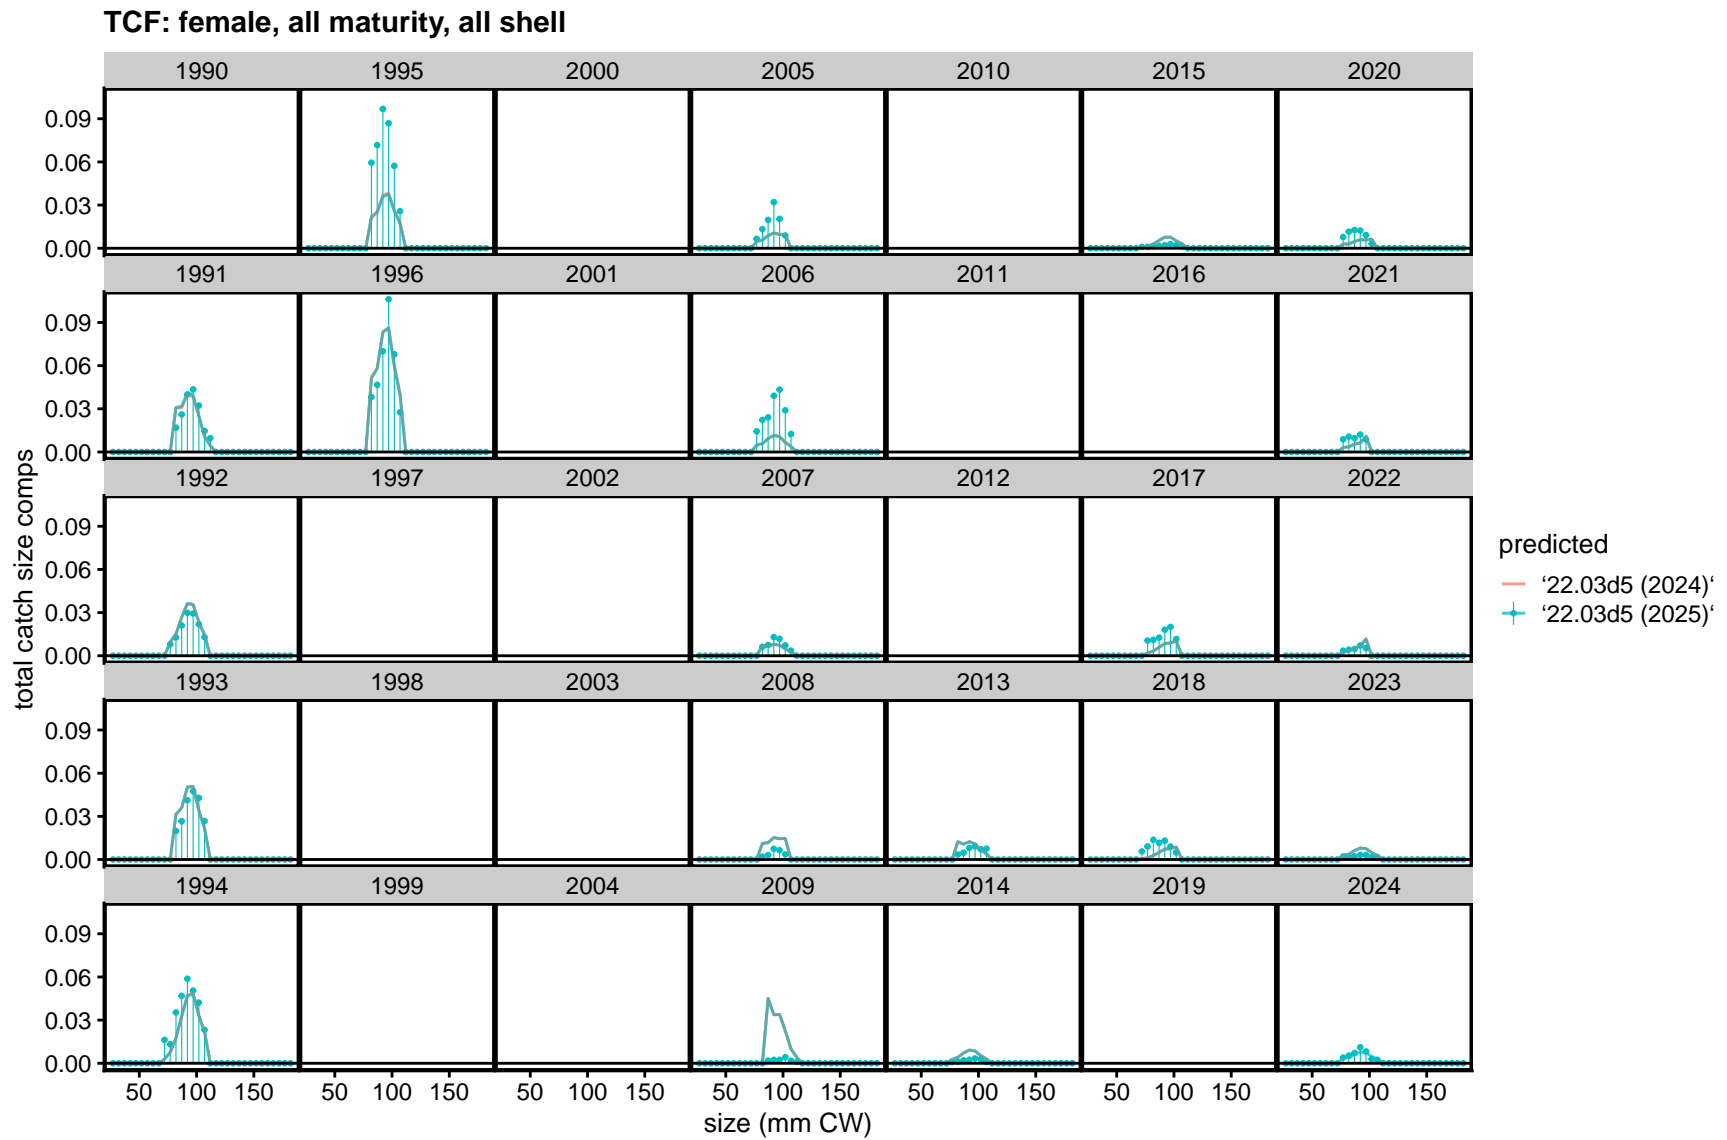 TCF: female, all maturity, all shell
1990 1995 2000 2005 2010 2015 2020
0.09
0.06
0.03
0.00
1991 1996 2001 2006 2011 2016 2021
0.09
0.06
0.03
0.00
1992 1997 2002 2007 2012 2017 2022
0.09
0.06
0.03
0.00
1993 1998 2003 2008 2013 2018 2023
0.09
0.06
0.03
0.00
1994 1999 2004 2009 2014 2019 2024
0.09
0.06
0.03
0.00
50 100 150 50 100 150 50 100 150 50 100 150 50 100 150 50 100 150 50 100 150
size (mm CW)
total catch size comps
predicted
‘22.03d5 (2024)‘
‘22.03d5 (2025)‘